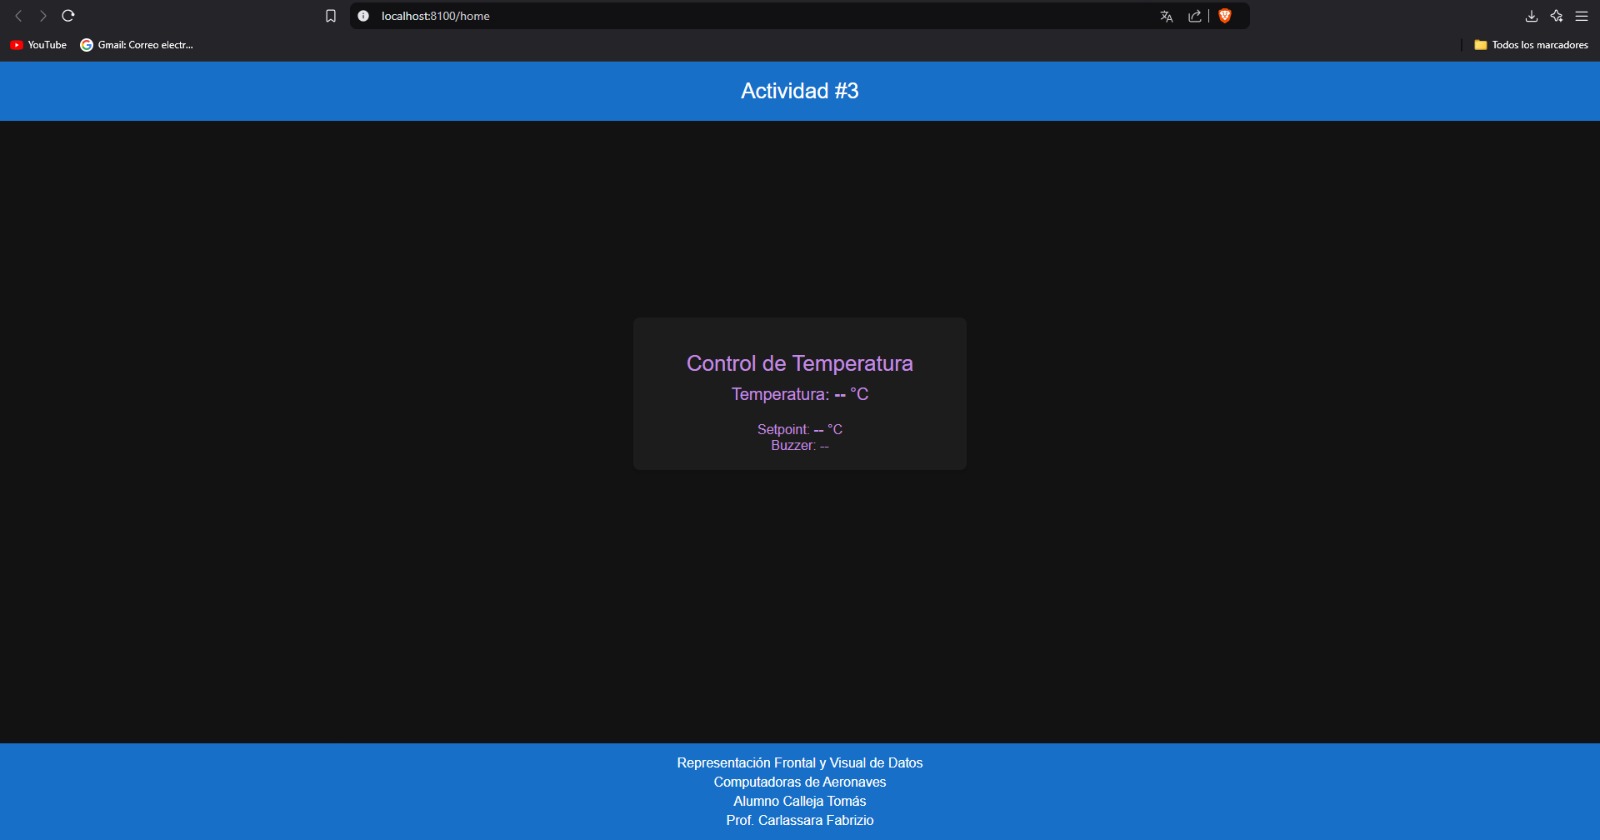 localhost:8100/home
YouTube
Gmail: Correo electr...
Todos los marcadores
Actividad #3
Control de Temperatura
Temperatura: -- °C
Setpoint: -- °C
Buzzer: --
Representación Frontal y Visual de Datos
Computadoras de Aeronaves
Alumno Calleja Tomás
Prof. Carlassara Fabrizio